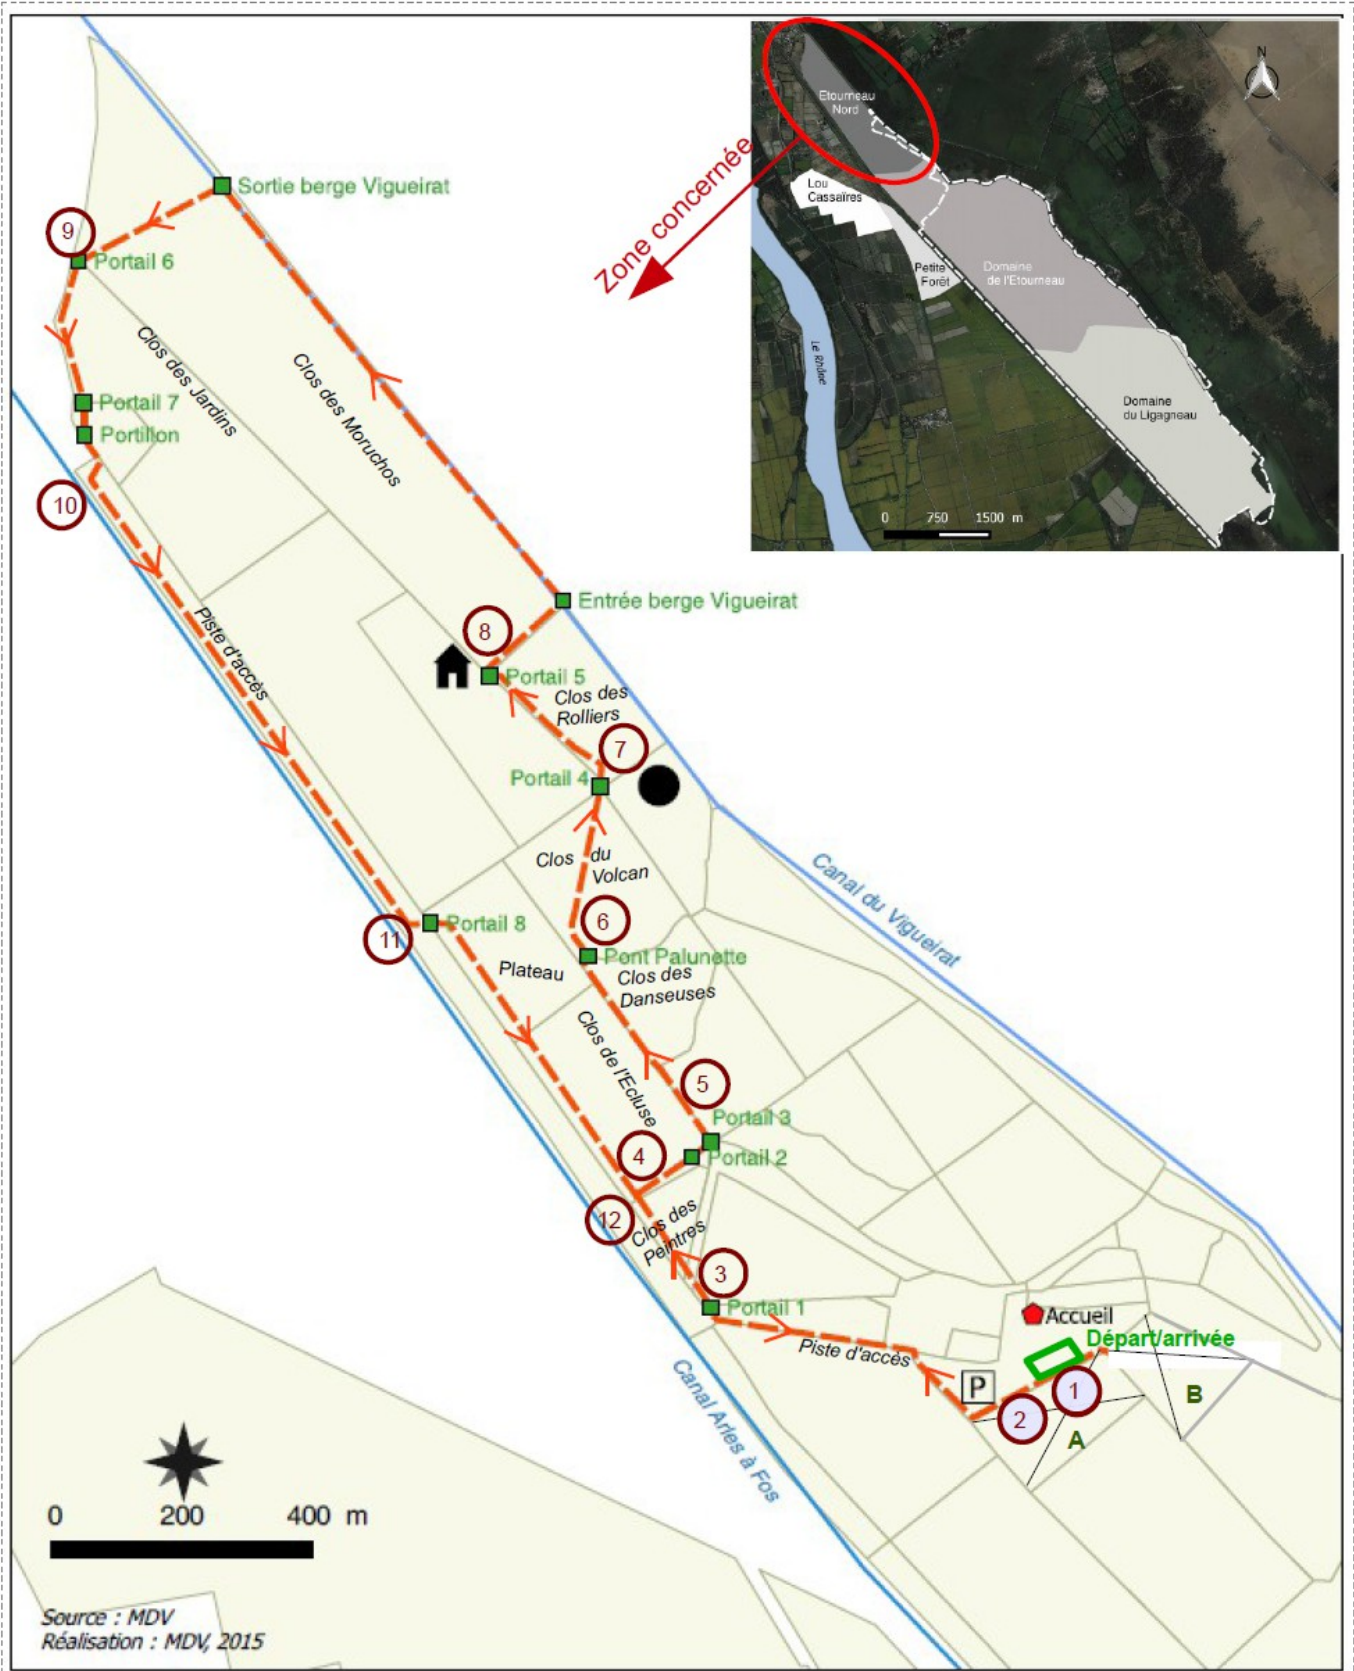 N
Etourneau
Nord
Zone concernée
Lou
Cassaïres
Petite
Forêt
Domaine
de l'Etourneau
Le Rhône
Domaine
du Ligagneau
0 750 1500 m
Sortie berge Vigueirat
9
Portail 6
Clos des Jardins
Clos des Moruchos
Portail 7
Portillon
10
Piste d'accès
Entrée berge Vigueirat
8
Portail 5
Clos des
Rolliers
7
Portail 4
Clos du
Volcan
Canal du Vigueirat
6
11
Portail 8
Pont Palunette
Plateau
Clos des
Danseuses
Clos de l'Ecluse
5
Portail 3
4
Portail 2
12
Clos des
Peintres
3
Portail 1
Accueil
Départ/arrivée
Piste d'accès
P
1
2
B
A
Canal Arles à Fos
0 200 400 m
Source : MDV
Réalisation : MDV, 2015